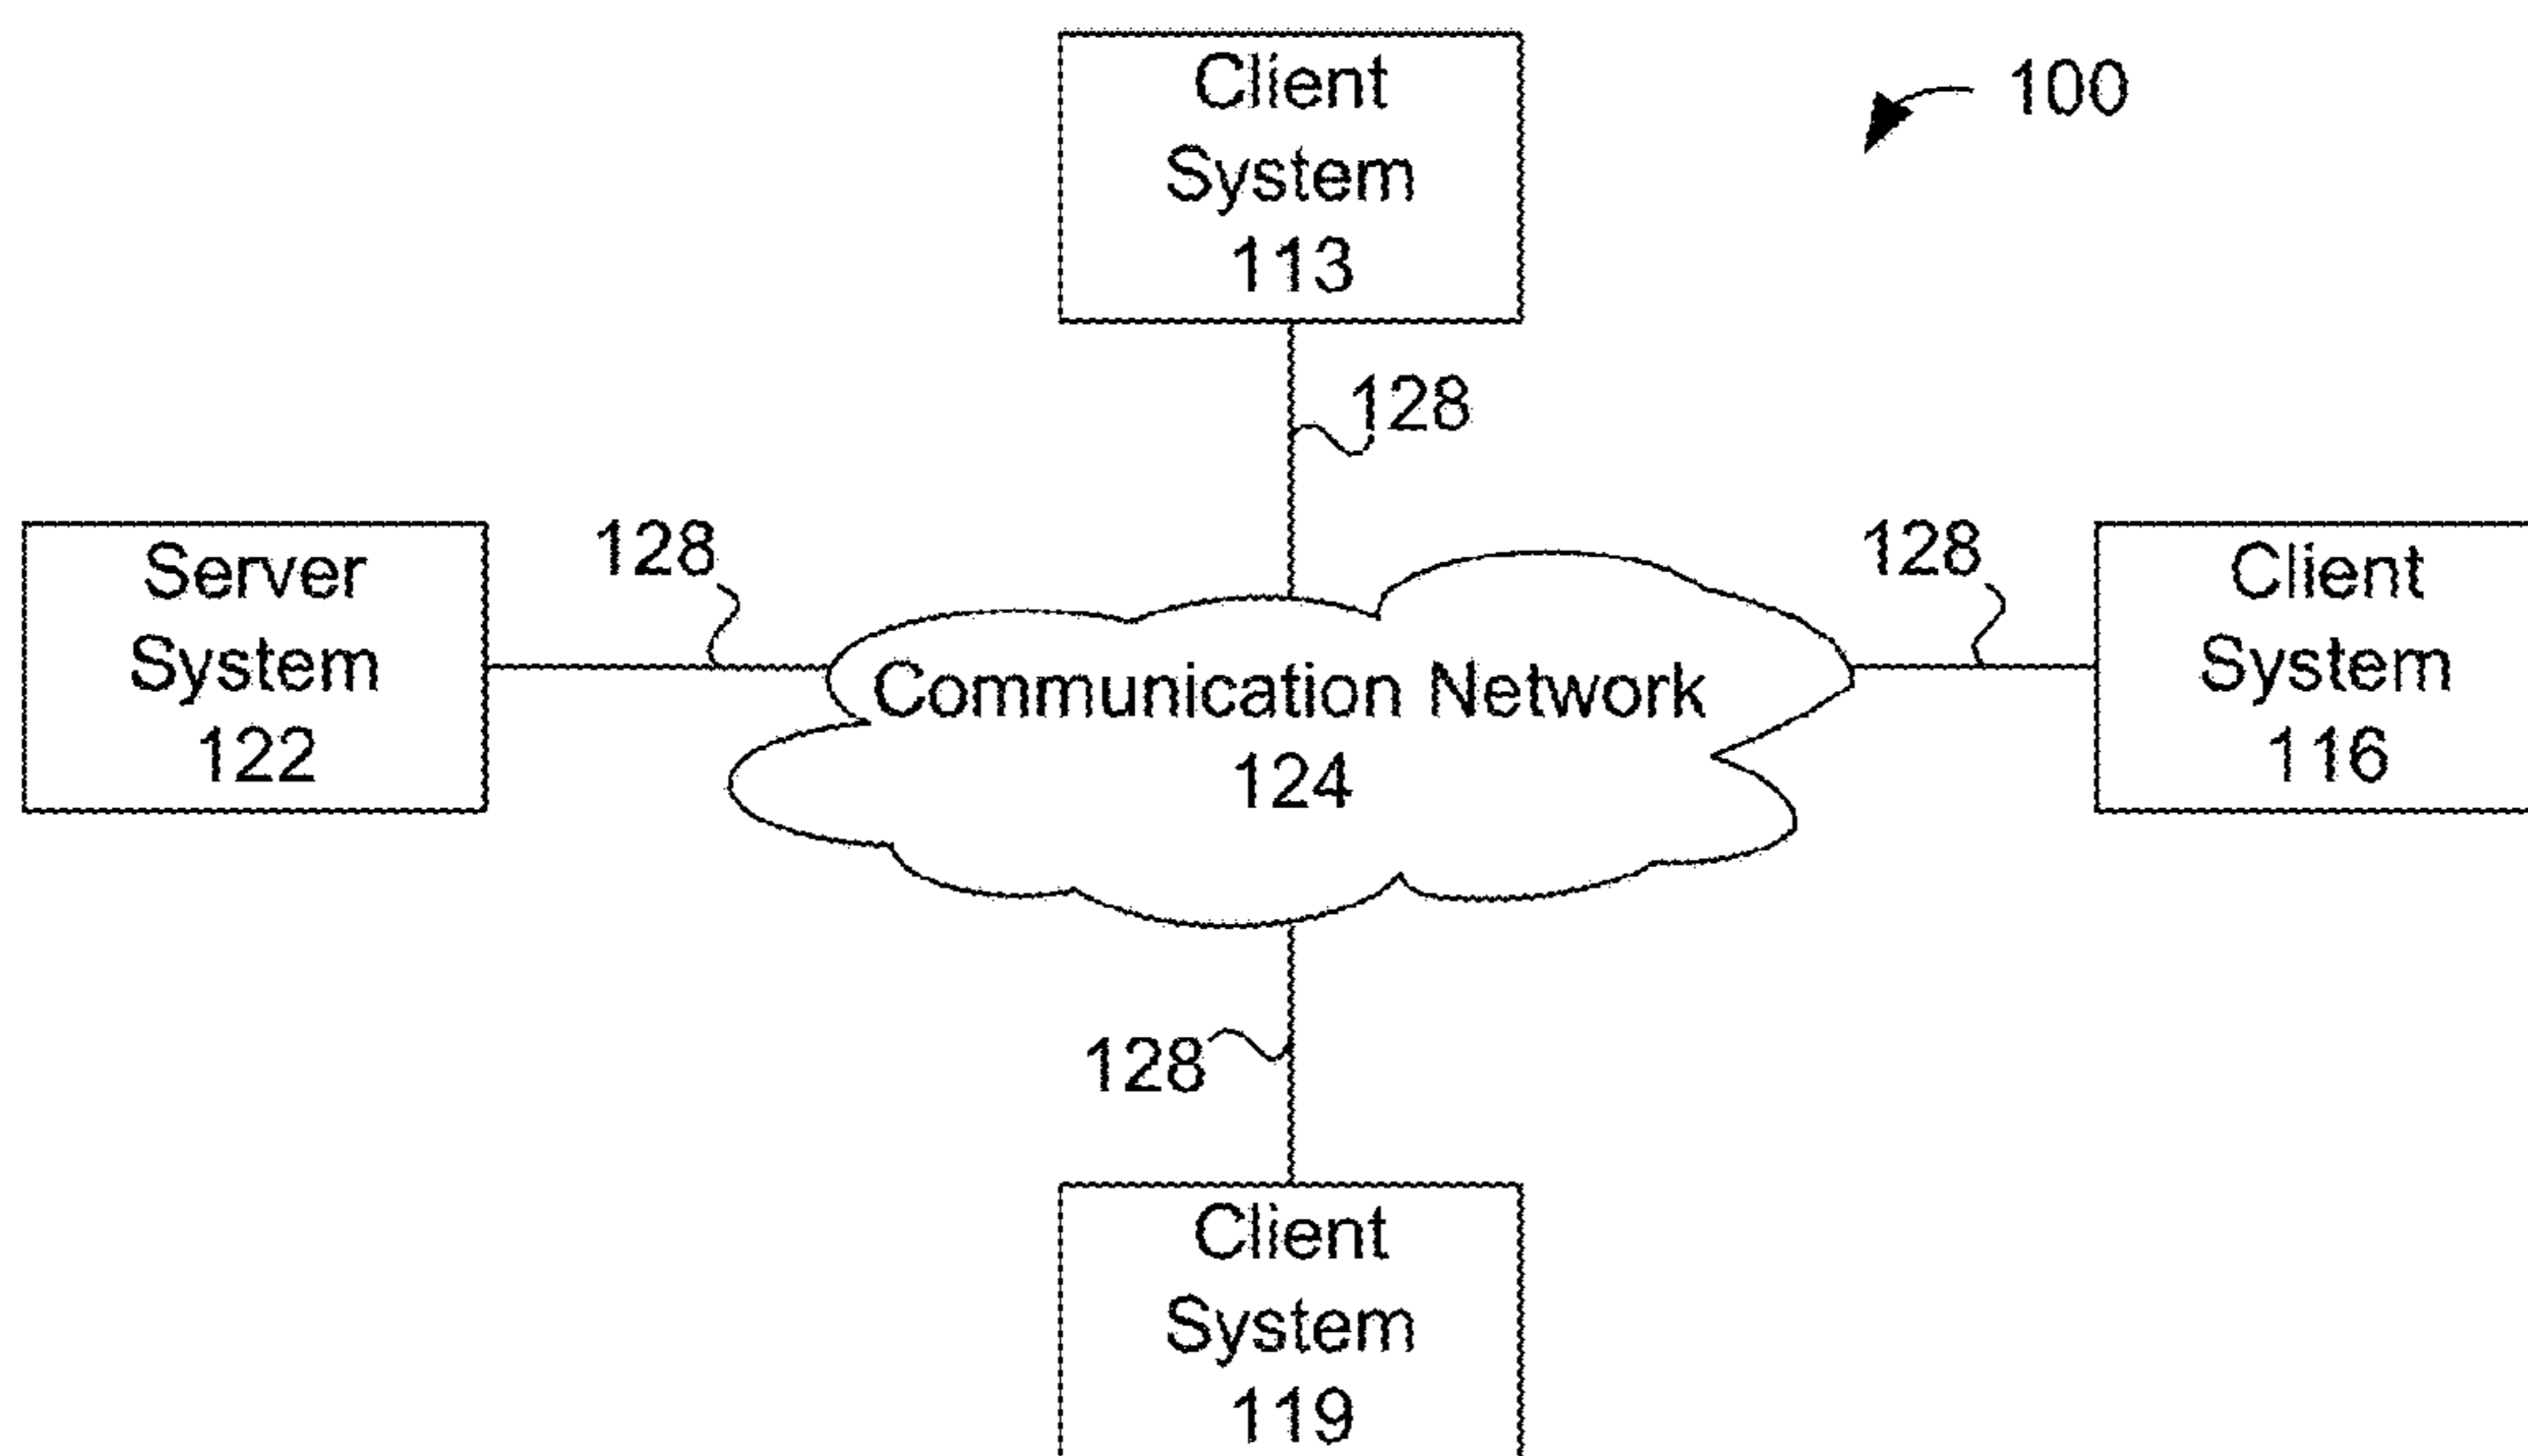 Client
System
113
100
128
Server
System
122
128
128
Client
System
116
Communication Network
124
128
Client
System
119